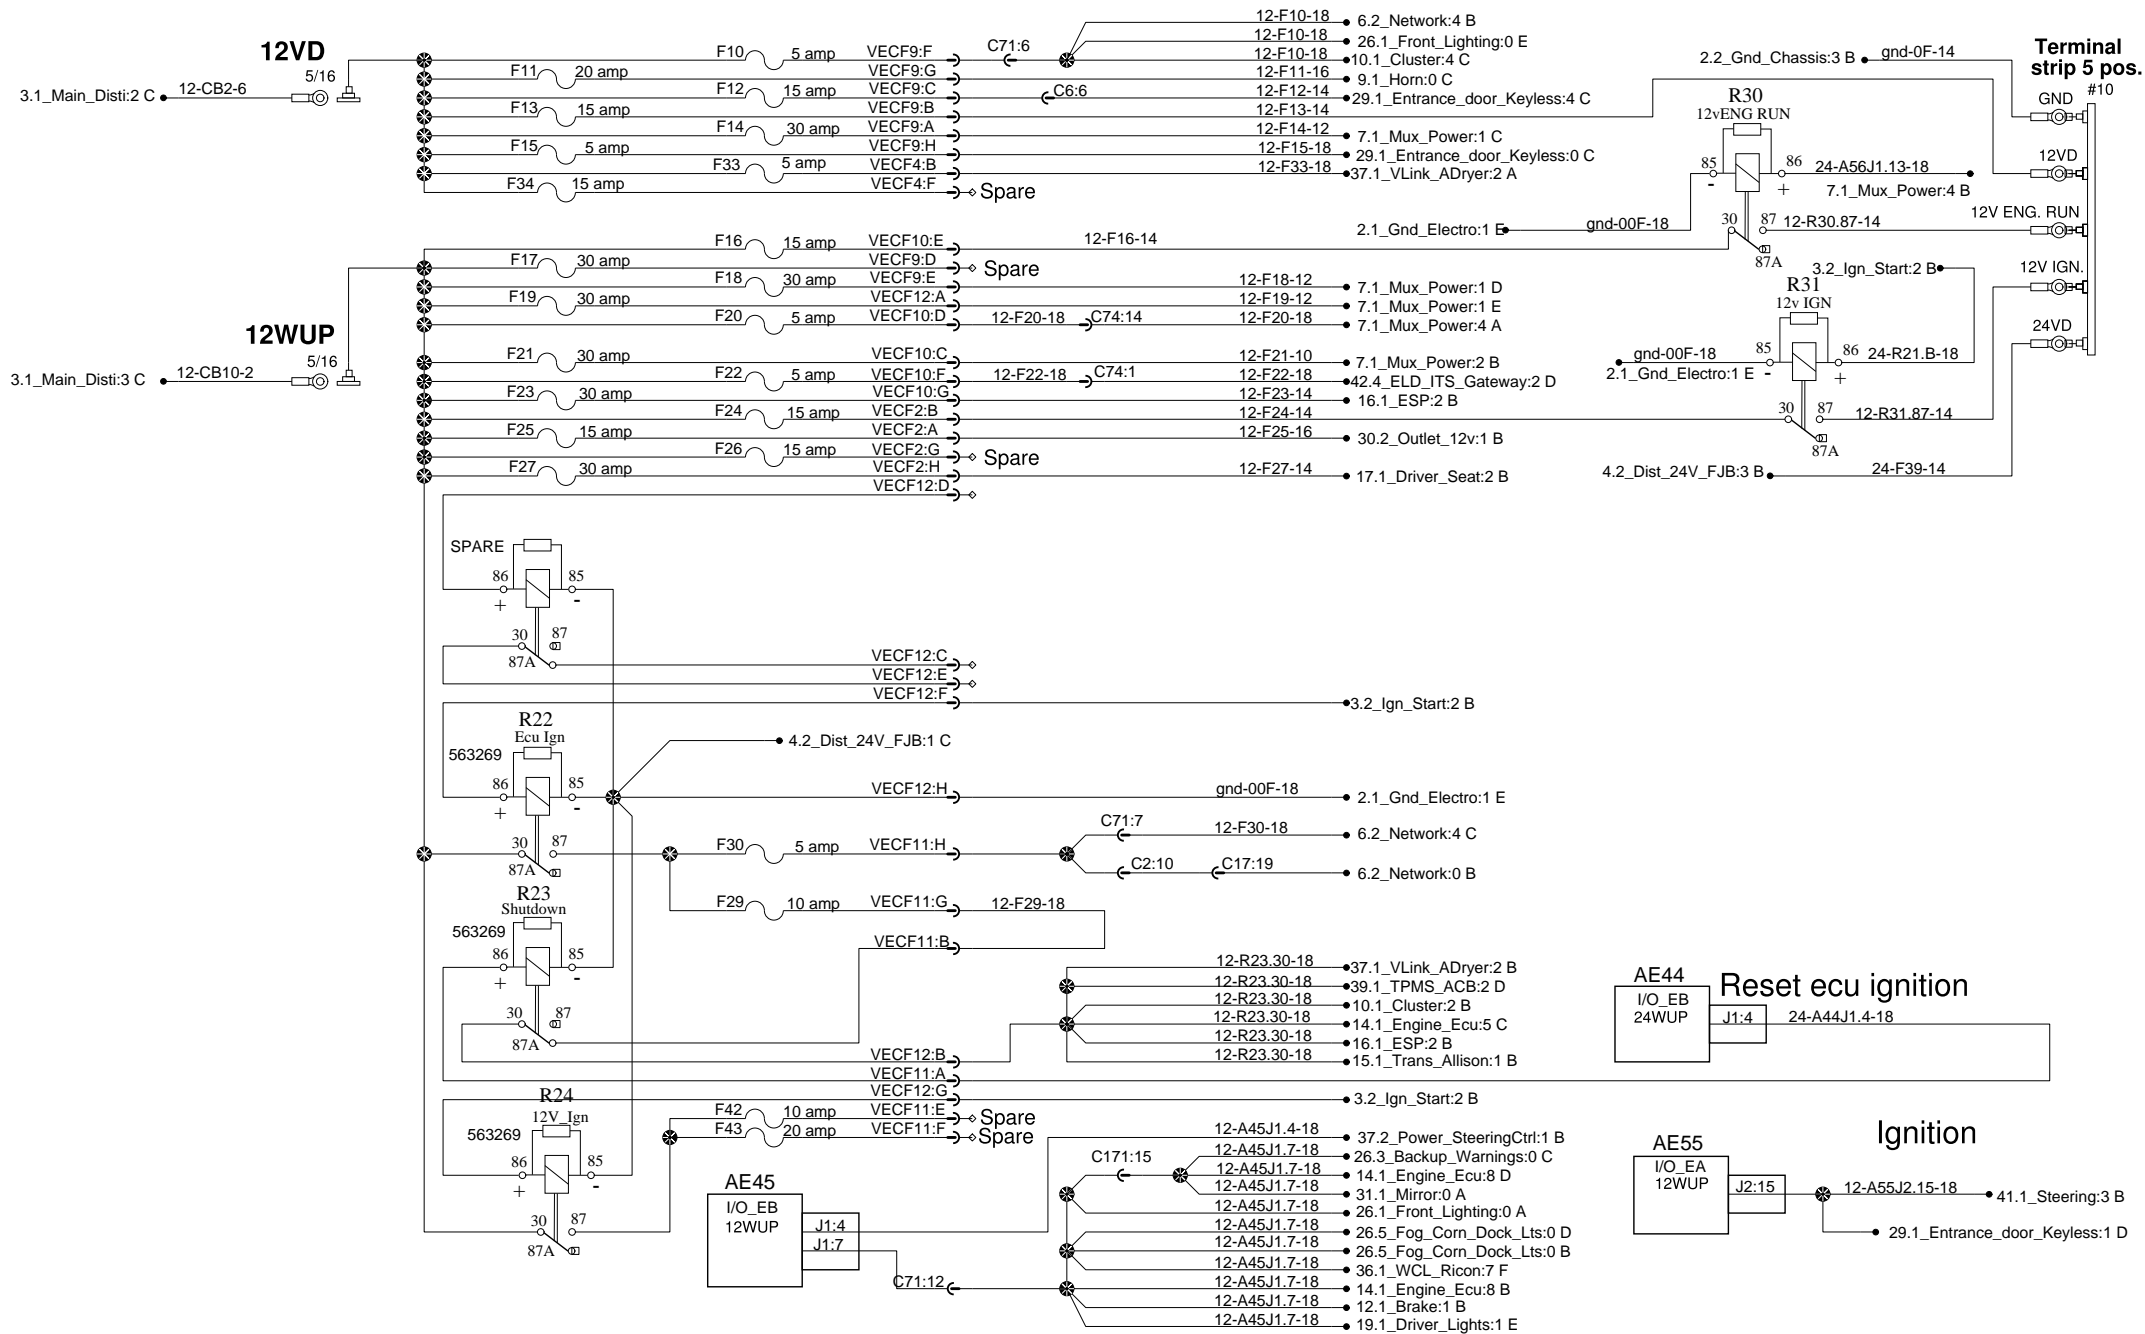 12VD
5/16
3.1_Main_Disti:2 C
12-CB2-6
F10 5 amp VECF9:F C71:6
12-F10-18 6.2_Network:4 B
12-F10-18 26.1_Front_Lighting:0 E
12-F10-18 10.1_Cluster:4 C
F11 20 amp VECF9:G 12-F11-16 9.1_Horn:0 C
F12 15 amp VECF9:C C6:6 12-F12-14 29.1_Entrance_door_Keyless:4 C
F13 15 amp VECF9:B 12-F13-14
F14 30 amp VECF9:A 12-F14-12 7.1_Mux_Power:1 C
F15 5 amp VECF9:H 12-F15-18 29.1_Entrance_door_Keyless:0 C
F33 5 amp VECF4:B 12-F33-18 37.1_VLink_ADryer:2 A
F34 15 amp VECF4:F Spare
12WUP
5/16
3.1_Main_Disti:3 C
12-CB10-2
F16 15 amp VECF10:E 12-F16-14
F17 30 amp VECF9:D Spare
F18 30 amp VECF9:E 12-F18-12 7.1_Mux_Power:1 D
F19 30 amp VECF12:A 12-F19-12 7.1_Mux_Power:1 E
F20 5 amp VECF10:D 12-F20-18 C74:14 12-F20-18 7.1_Mux_Power:4 A
F21 30 amp VECF10:C 12-F21-10 7.1_Mux_Power:2 B
F22 5 amp VECF10:F 12-F22-18 C74:1 12-F22-18 42.4_ELD_ITS_Gateway:2 D
F23 30 amp VECF10:G 12-F23-14 16.1_ESP:2 B
F24 15 amp VECF2:B 12-F24-14
F25 15 amp VECF2:A 12-F25-16 30.2_Outlet_12v:1 B
F26 15 amp VECF2:G Spare
F27 30 amp VECF2:H 12-F27-14 17.1_Driver_Seat:2 B
VECF12:D
2.2_Gnd_Chassis:3 B gnd-0F-14
Terminal
strip 5 pos.
#10
GND
12VD
12V ENG. RUN
12V IGN.
24VD
R30
12vENG RUN
85 86 24-A56J1.13-18
- + 7.1_Mux_Power:4 B
2.1_Gnd_Electro:1 E gnd-00F-18
30 87 12-R30.87-14
87A
3.2_Ign_Start:2 B
R31
12v IGN
gnd-00F-18 85 86 24-R21.B-18
2.1_Gnd_Electro:1 E - +
30 87 12-R31.87-14
87A
4.2_Dist_24V_FJB:3 B 24-F39-14
SPARE
86 85
+ -
30 87
87A
VECF12:C
VECF12:E
VECF12:F 3.2_Ign_Start:2 B
R22
Ecu Ign
563269
4.2_Dist_24V_FJB:1 C
86 85
+ -
VECF12:H gnd-00F-18 2.1_Gnd_Electro:1 E
30 87
87A
F30 5 amp VECF11:H
C71:7 12-F30-18 6.2_Network:4 C
C2:10 C17:19 6.2_Network:0 B
R23
Shutdown
563269
F29 10 amp VECF11:G 12-F29-18
VECF11:B
86 85
+ -
30 87
87A
12-R23.30-18 37.1_VLink_ADryer:2 B
12-R23.30-18 39.1_TPMS_ACB:2 D
12-R23.30-18 10.1_Cluster:2 B
12-R23.30-18 14.1_Engine_Ecu:5 C
12-R23.30-18 16.1_ESP:2 B
12-R23.30-18 15.1_Trans_Allison:1 B
VECF12:B
VECF11:A
AE44
I/O_EB
24WUP
Reset ecu ignition
J1:4 24-A44J1.4-18
VECF12:G 3.2_Ign_Start:2 B
R24
12V_Ign
563269
F42 10 amp VECF11:E Spare
F43 20 amp VECF11:F Spare
86 85
+ -
30 87
87A
AE45
I/O_EB
12WUP
J1:4
J1:7
C71:12
C171:15
12-A45J1.4-18 37.2_Power_SteeringCtrl:1 B
12-A45J1.7-18 26.3_Backup_Warnings:0 C
12-A45J1.7-18 14.1_Engine_Ecu:8 D
12-A45J1.7-18 31.1_Mirror:0 A
12-A45J1.7-18 26.1_Front_Lighting:0 A
12-A45J1.7-18 26.5_Fog_Corn_Dock_Lts:0 D
12-A45J1.7-18 26.5_Fog_Corn_Dock_Lts:0 B
12-A45J1.7-18 36.1_WCL_Ricon:7 F
12-A45J1.7-18 14.1_Engine_Ecu:8 B
12-A45J1.7-18 12.1_Brake:1 B
12-A45J1.7-18 19.1_Driver_Lights:1 E
Ignition
AE55
I/O_EA
12WUP
J2:15 12-A55J2.15-18 41.1_Steering:3 B
29.1_Entrance_door_Keyless:1 D